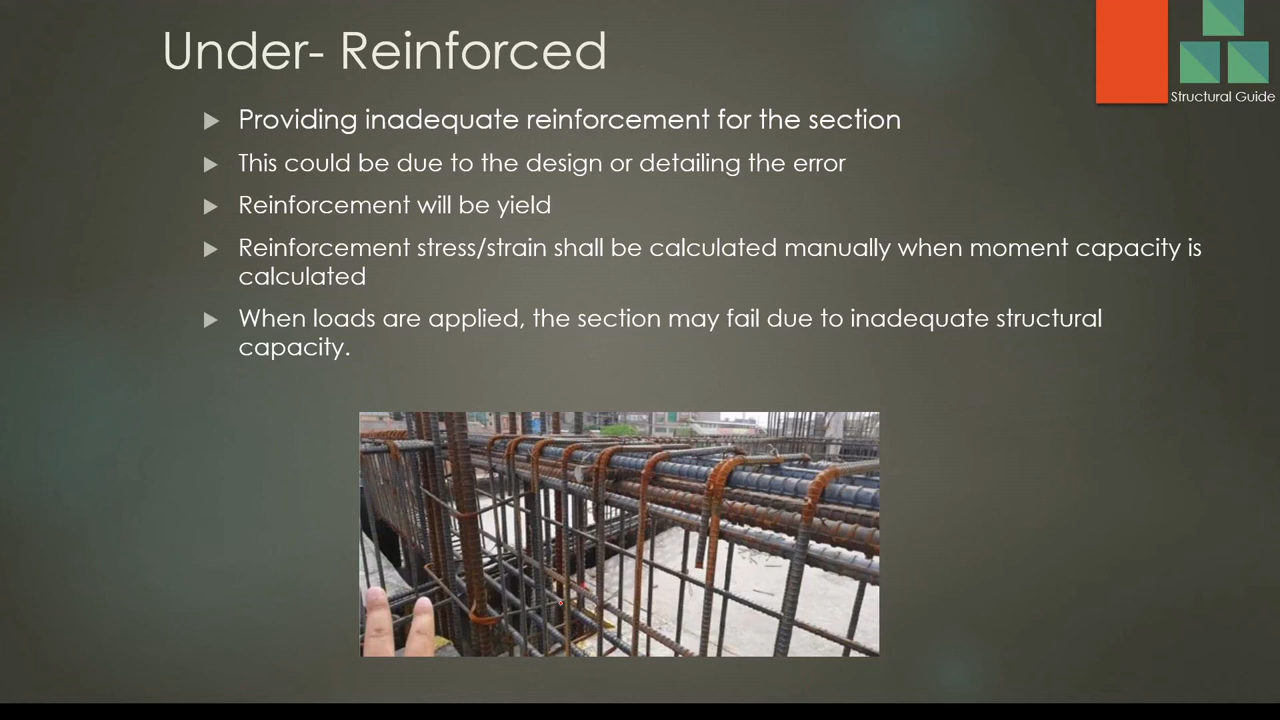 Under- Reinforced
Structural Guide
Providing inadequate reinforcement for the section
This could be due to the design or detailing the error
Reinforcement will be yield
Reinforcement stress/strain shall be calculated manually when moment capacity is
calculated
When loads are applied, the section may fail due to inadequate structural
capacity.